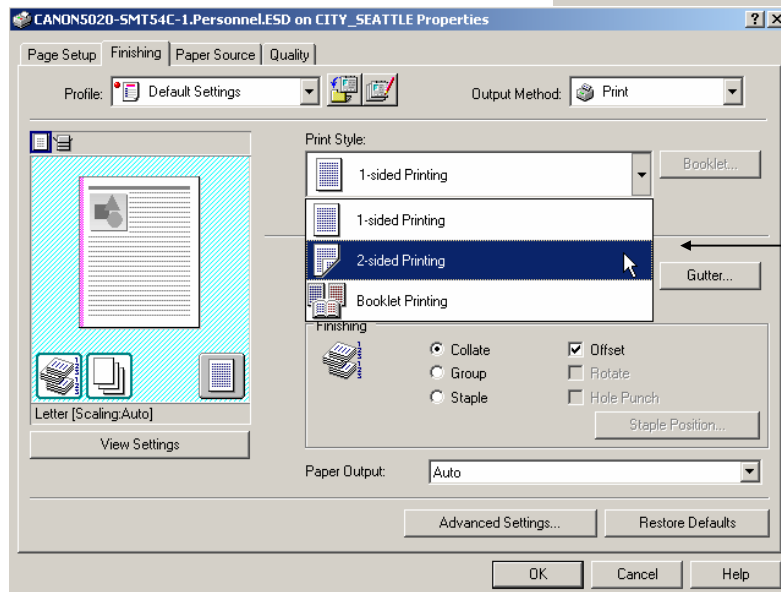 CANON5020-SMT54C-1.Personnel.ESD on CITY_SEATTLE Properties
Page Setup Finishing Paper Source Quality
Profile: Default Settings Output Method: Print
Print Style:
1-sided Printing Booklet...
1-sided Printing
2-sided Printing
Gutter...
Booklet Printing
Finishing
Collate Offset
Group Rotate
Staple Hole Punch
Letter [Scaling:Auto]
Staple Position...
View Settings
Paper Output: Auto
Advanced Settings... Restore Defaults
OK Cancel Help